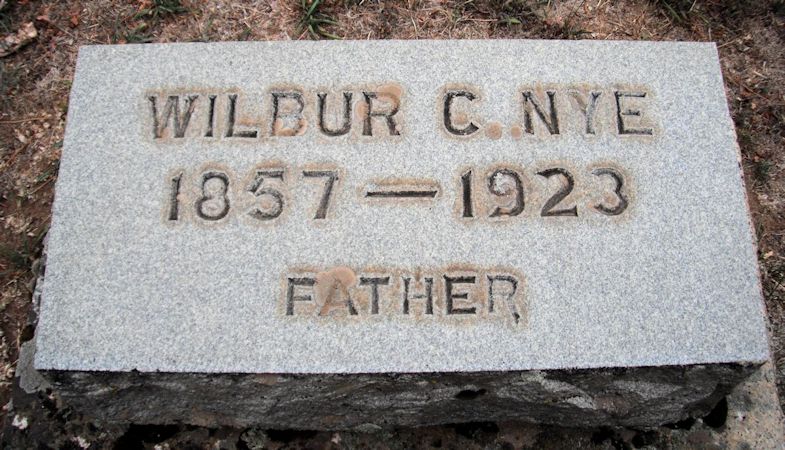 WILBUR C. NYE
1857 — 1923
FATHER